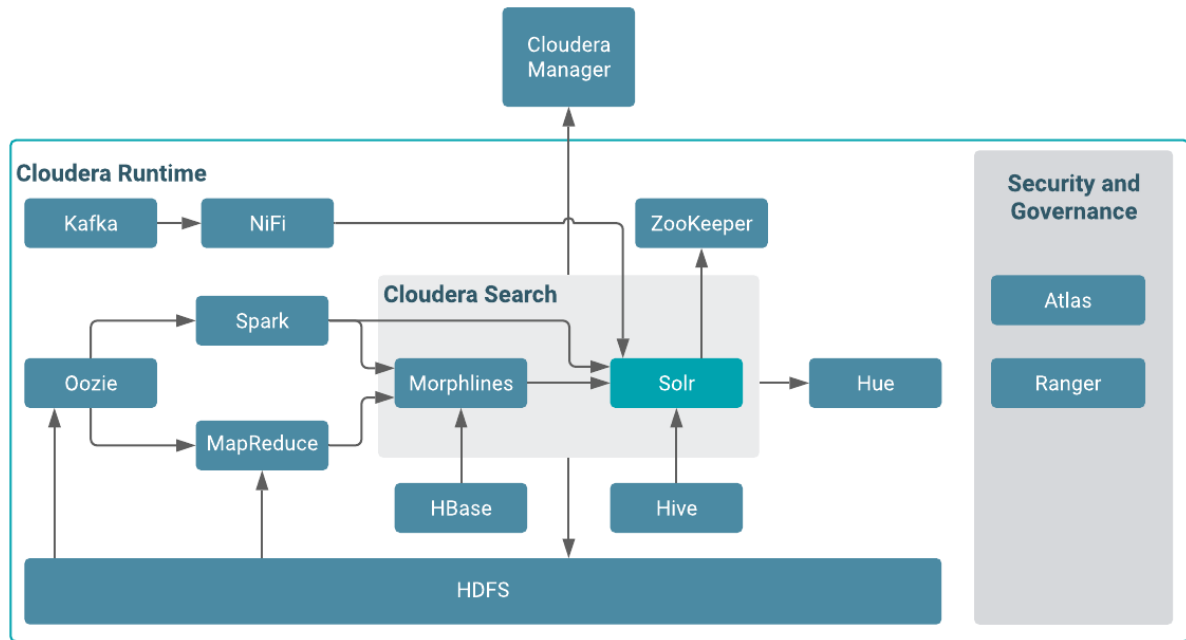 Cloudera
Manager
Cloudera Runtime
Security and
Governance
Kafka
NiFi
ZooKeeper
Cloudera Search
Atlas
Spark
Oozie
Morphlines
Solr
Hue
Ranger
MapReduce
HBase
Hive
HDFS